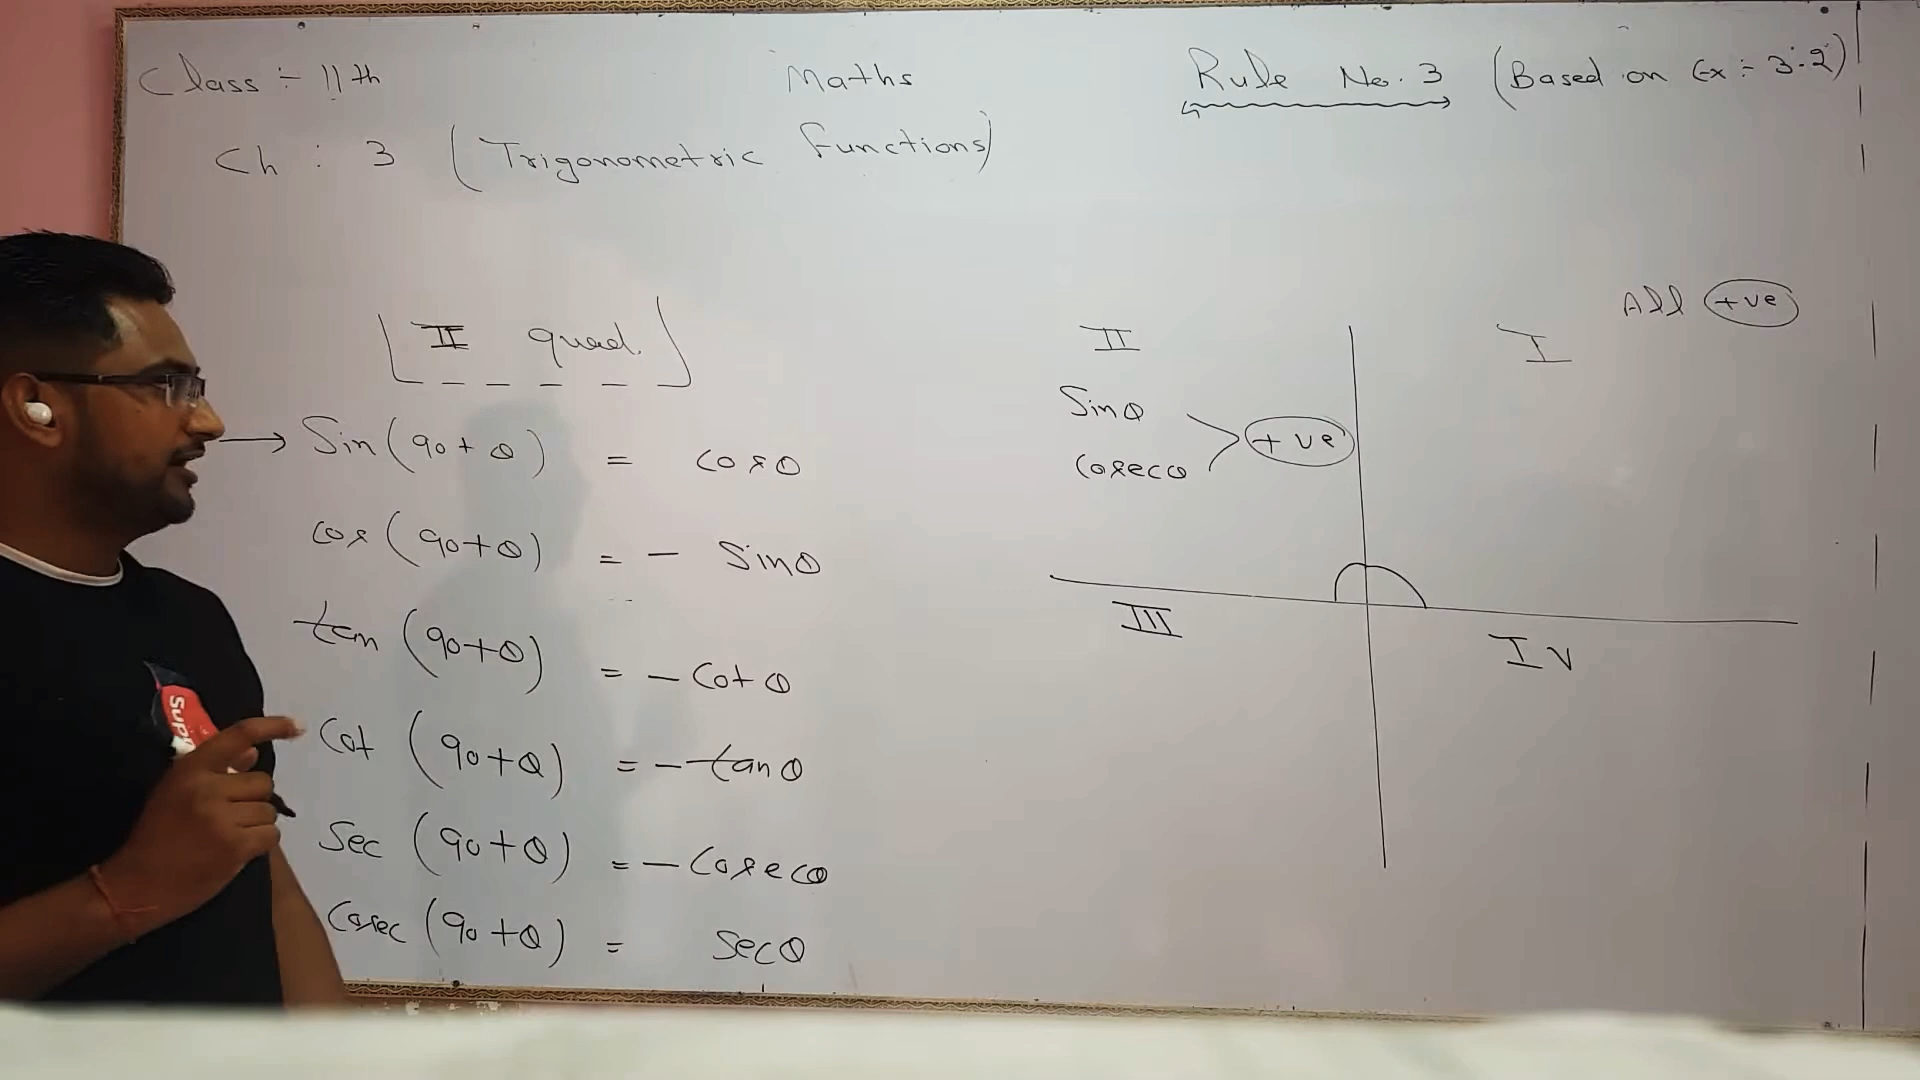 Class :- 11th
Maths
Rule No. 3 (Based on Ex :- 3.2)
Ch : 3 (Trigonometric Functions)
II quad.
Sin(90+θ) = cosθ
cos(90+θ) = - Sinθ
tan (90+θ) = - Cot θ
Cot (90+θ) = - tanθ
Sec (90+θ) = - Cosecθ
Cosec (90+θ) = Secθ
II
Sinθ
Cosecθ
+ve
I
All +ve
III
IV
Sup